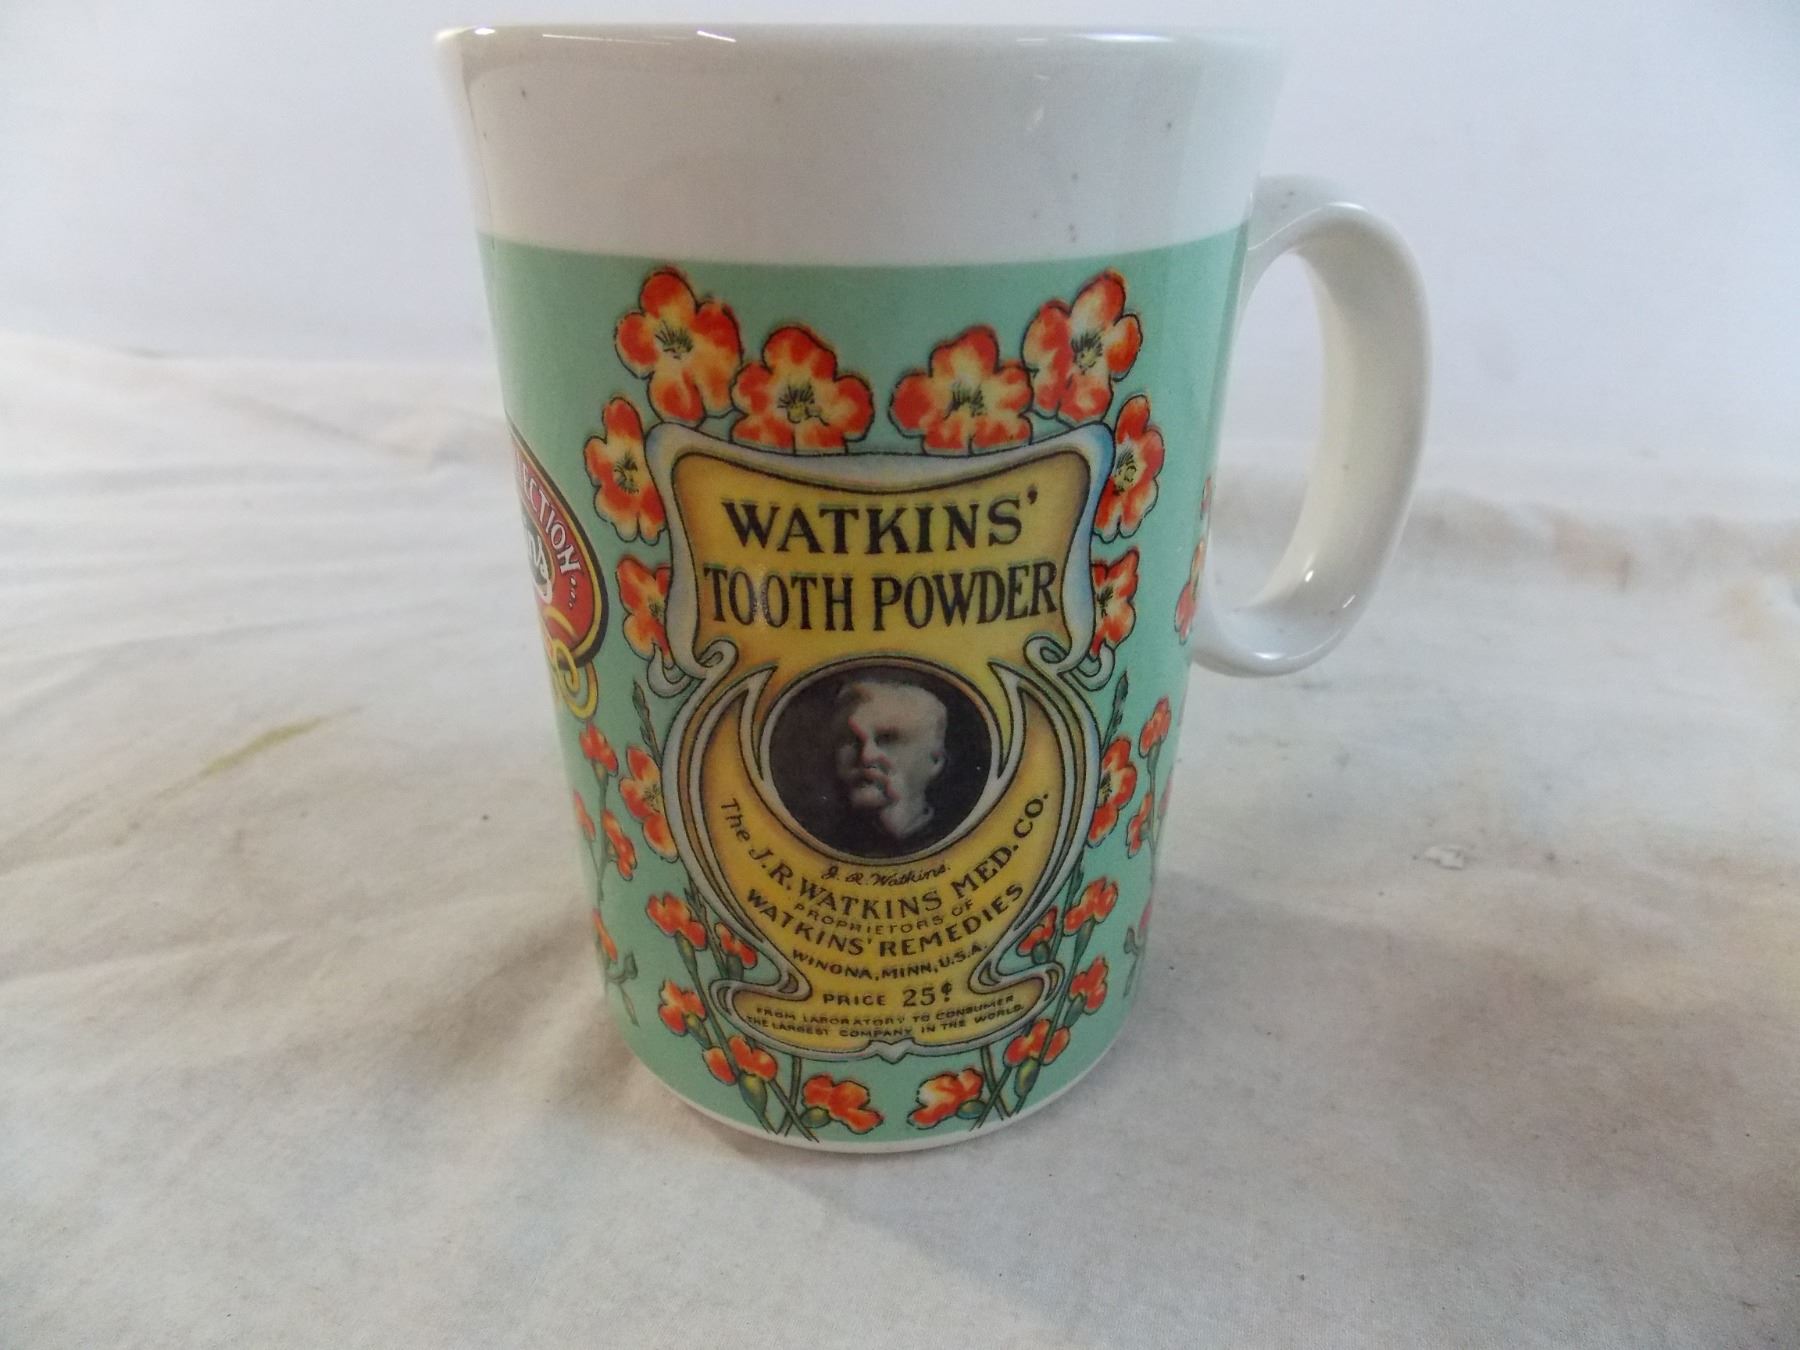 WATKINS'
TOOTH POWDER
J. R. Watkins.
The J.R. WATKINS MED. CO.
PROPRIETORS OF
WATKINS' REMEDIES
WINONA, MINN, U.S.A.
PRICE 25¢
FROM LABORATORY TO CONSUMER
THE LARGEST COMPANY IN THE WORLD.